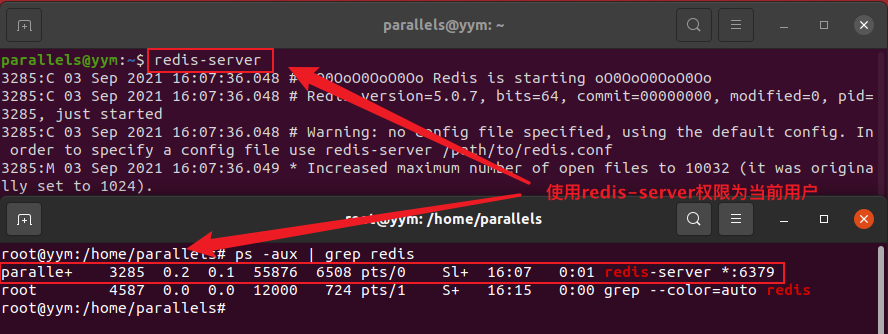 parallels@yym: ~
parallels@yym:~$ redis-server
3285:C 03 Sep 2021 16:07:36.048 # O0OoO0OoO0Oo Redis is starting oO0OoO0OoO0Oo
3285:C 03 Sep 2021 16:07:36.048 # Redis version=5.0.7, bits=64, commit=00000000, modified=0, pid=
3285, just started
3285:C 03 Sep 2021 16:07:36.048 # Warning: no config file specified, using the default config. In
order to specify a config file use redis-server /path/to/redis.conf
3285:M 03 Sep 2021 16:07:36.049 * Increased maximum number of open files to 10032 (it was origina
lly set to 1024).
使用redis-server权限为当前用户
root@yym: /home/parallels
root@yym:/home/parallels# ps -aux | grep redis
paralle+ 3285 0.2 0.1 55876 6508 pts/0 Sl+ 16:07 0:01 redis-server *:6379
root 4587 0.0 0.0 12000 724 pts/1 S+ 16:15 0:00 grep --color=auto redis
root@yym:/home/parallels#